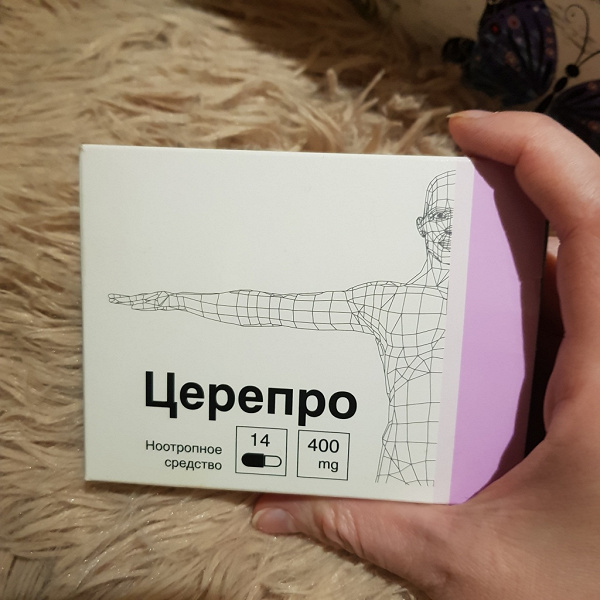 Церепро
Ноотропное
средство
14
400
mg